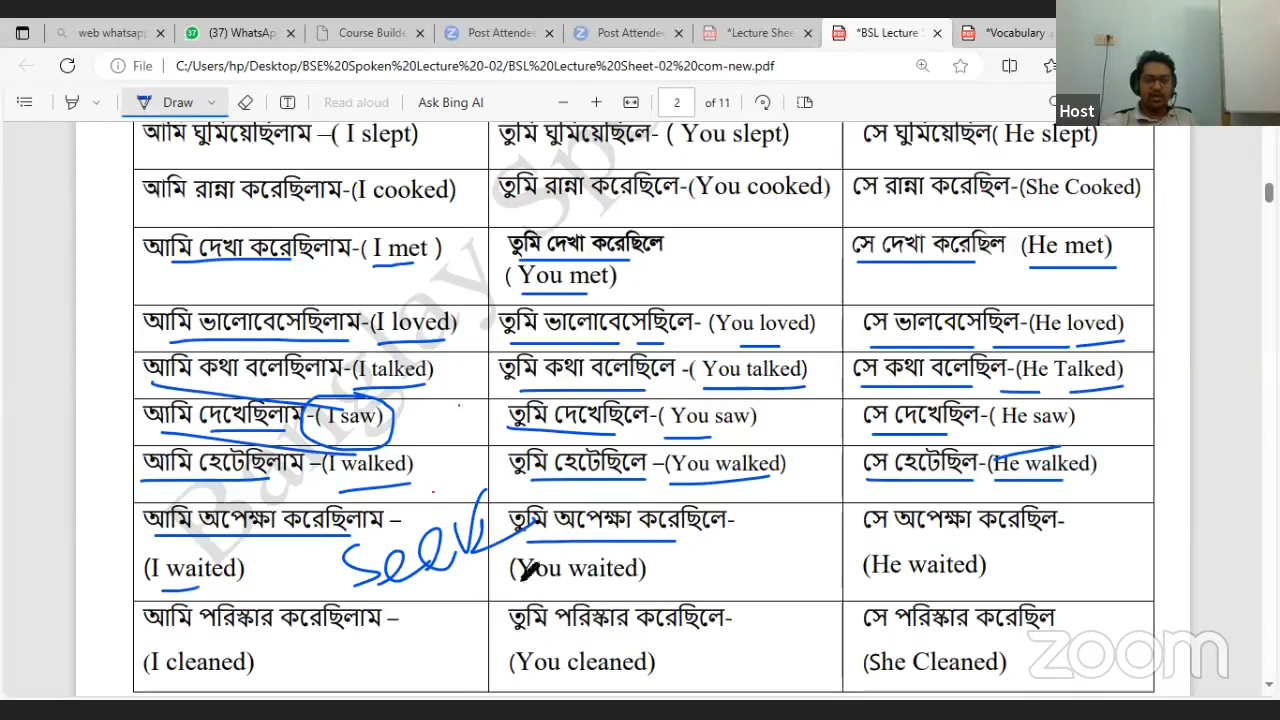 web whatsapp
(37) WhatsApp
Course Builde
Post Attende
Post Attende
*Lecture Shee
*BSL Lecture
*Vocabulary
File C:/Users/hp/Desktop/BSE%20Spoken%20Lecture%20-02/BSL%20Lecture%20Sheet-02%20com-new.pdf
Draw Read aloud Ask Bing AI 2 of 11
Host
আমি ঘুমিয়েছিলাম –( I slept) তুমি ঘুমিয়েছিলে- ( You slept) সে ঘুমিয়েছিল( He slept)
আমি রান্না করেছিলাম-(I cooked) তুমি রান্না করেছিলে-(You cooked) সে রান্না করেছিল-(She Cooked)
আমি দেখা করেছিলাম-( I met ) তুমি দেখা করেছিলে সে দেখা করেছিল (He met)
( You met)
আমি ভালোবেসেছিলাম-(I loved) তুমি ভালোবেসেছিলে- (You loved) সে ভালবেসেছিল-(He loved)
আমি কথা বলেছিলাম-(I talked) তুমি কথা বলেছিলে -( You talked) সে কথা বলেছিল -(He Talked)
আমি দেখেছিলাম-( I saw) তুমি দেখেছিলে-( You saw) সে দেখেছিল-( He saw)
আমি হেটেছিলাম –(I walked) তুমি হেটেছিলে –(You walked) সে হেটেছিল-(He walked)
আমি অপেক্ষা করেছিলাম – তুমি অপেক্ষা করেছিলে- সে অপেক্ষা করেছিল-
seek
(I waited) (You waited) (He waited)
আমি পরিস্কার করেছিলাম – তুমি পরিস্কার করেছিলে- সে পরিস্কার করেছিল
(I cleaned) (You cleaned) (She Cleaned)
zoom